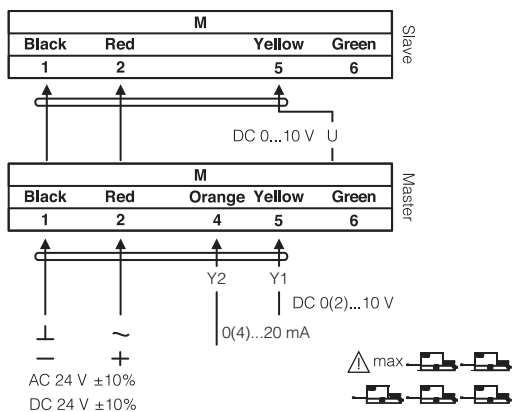 M
Black Red Yellow Green
1 2 5 6
Slave
DC 0...10 V U
M
Black Red Orange Yellow Green
1 2 4 5 6
Master
Y2 Y1
DC 0(2)...10 V
0(4)...20 mA
⊥ ~
− +
AC 24 V ±10%
DC 24 V ±10%
max